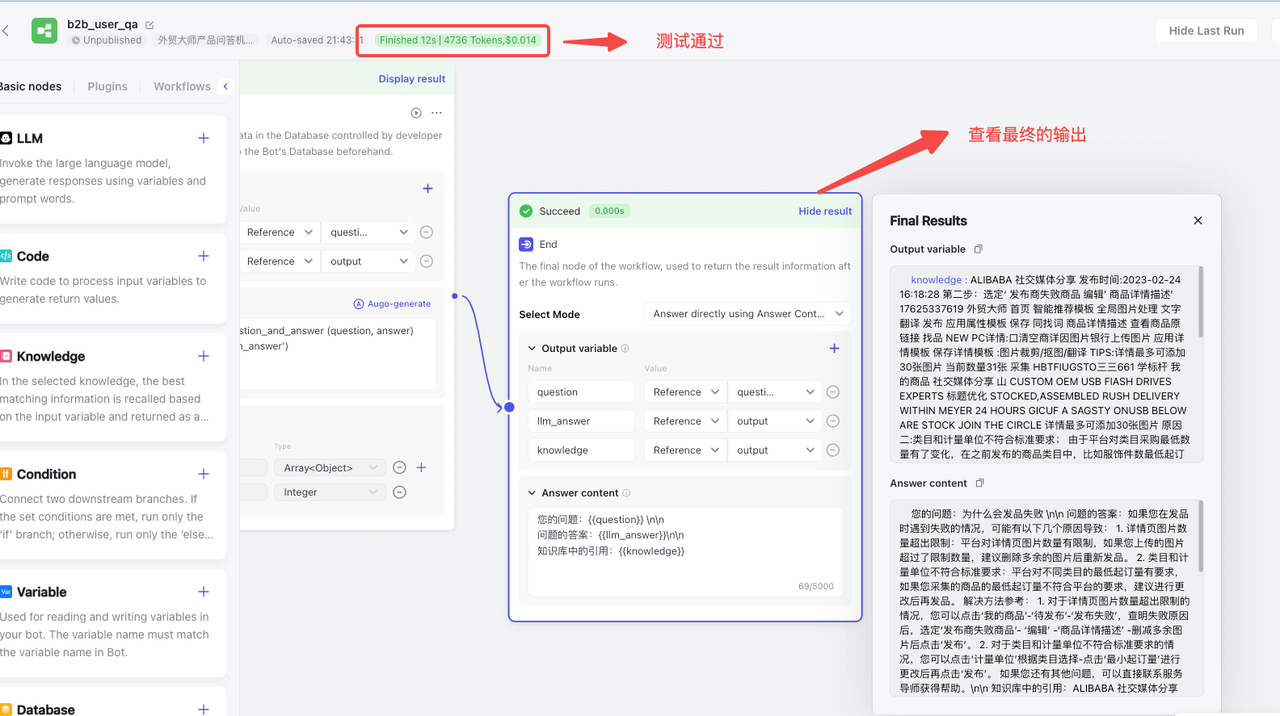 b2b_user_qa
Unpublished
外贸大师产品问答机...
Auto-saved 21:43:
1
Finished 12s | 4736 Tokens,$0.014
测试通过
Hide Last Run
Basic nodes
Plugins
Workflows
LLM
Invoke the large language model,
generate responses using variables and
prompt words.
Code
Write code to process input variables to
generate return values.
Knowledge
In the selected knowledge, the best
matching information is recalled based
on the input variable and returned as a...
Condition
Connect two downstream branches. If
the set conditions are met, run only the
'if' branch; otherwise, run only the 'else...
Var
Variable
Used for reading and writing variables in
your bot. The variable name must match
the variable name in Bot.
Database
Display result
ata in the Database controlled by developer
o the Bot's Database beforehand.
Value
Reference
questi...
Reference
output
Augo-generate
stion_and_answer (question, answer)
m_answer')
Type
Array<Object>
Integer
查看最终的输出
Succeed
0.000s
Hide result
End
The final node of the workflow, used to return the result information aft
er the workflow runs.
Select Mode
Answer directly using Answer Cont...
Output variable
Name
Value
question
Reference
questi...
llm_answer
Reference
output
knowledge
Reference
output
Answer content
您的问题：{{question}} \n\n
问题的答案：{{llm_answer}}\n\n
知识库中的引用：{{knowledge}}
69/5000
Final Results
Output variable
knowledge : ALIBABA 社交媒体分享 发布时间:2023-02-24
16:18:28 第二步：选定‘ 发布商失败商品 编辑’ 商品详情描述’
17625337619 外贸大师 首页 智能推荐模板 全局图片处理 文字
翻译 发布 应用属性模板 保存 同找词 商品详情描述 查看商品原
链接 找品 NEW PC详情:口清空商详因图片银行上传图片 应用详
情模板 保存详情模板 :图片裁剪/抠图/翻译 TIPS:详情最多可添加
30张图片 当前数量31张 采集 HBTFIUGSTO三三661 学标杆 我
的商品 社交媒体分享 山 CUSTOM OEM USB FIASH DRIVES
EXPERTS 标题优化 STOCKED,ASSEMBLED RUSH DELIVERY
WITHIN MEYER 24 HOURS GICUF A SAGSTY ONUSB BELOW
ARE STOCK JOIN THE CIRCLE 详情最多可添加30张图片 原因
二:类目和计量单位不符合标准要求； 由于平台对类目采购最低数
量有了变化，在之前发布的商品类目中，比如服饰件数最低起订
Answer content
您的问题：为什么会发品失败 \n\n 问题的答案：如果您在发品
时遇到失败的情况，可能有以下几个原因导致： 1. 详情页图片数
量超出限制：平台对详情页图片数量有限制，如果您上传的图片
超过了限制数量，建议删除多余的图片后重新发品。 2. 类目和计
量单位不符合标准要求：平台对不同类目的最低起订量有要求，
如果您采集的商品的最低起订量不符合平台的要求，建议进行更
改后再发品。 解决方法参考： 1. 对于详情页图片数量超出限制的
情况，您可以点击‘我的商品’-‘待发布’-‘发布失败’，查明失败原因
后，选定‘发布商失败商品’- ‘编辑’ -‘商品详情描述’ -删减多余图
片后点击‘发布’。 2. 对于类目和计量单位不符合标准要求的情
况，您可以点击‘计量单位’根据类目选择-点击‘最小起订量’进行
更改后再点击‘发布’。 如果您还有其他问题，可以直接联系服务
导师获得帮助。\n\n 知识库中的引用：ALIBABA 社交媒体分享